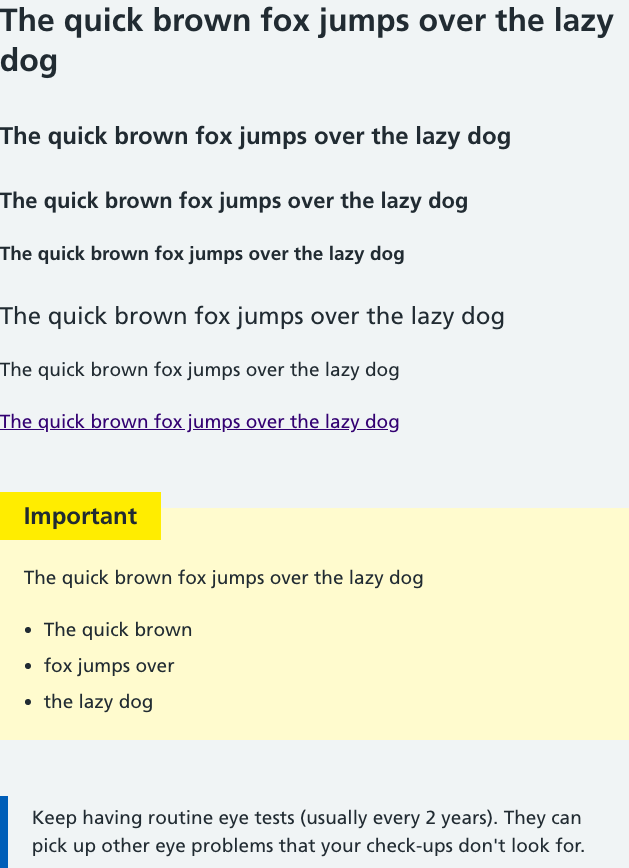 The quick brown fox jumps over the lazy
dog
The quick brown fox jumps over the lazy dog
The quick brown fox jumps over the lazy dog
The quick brown fox jumps over the lazy dog
The quick brown fox jumps over the lazy dog
The quick brown fox jumps over the lazy dog
The quick brown fox jumps over the lazy dog
Important
The quick brown fox jumps over the lazy dog
• The quick brown
• fox jumps over
• the lazy dog
Keep having routine eye tests (usually every 2 years). They can
pick up other eye problems that your check-ups don't look for.